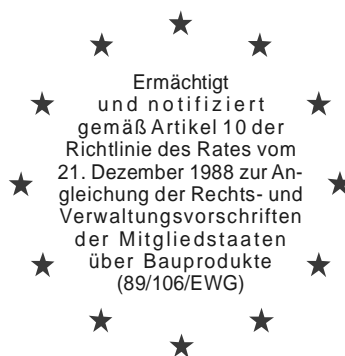 Ermächtigt
und notifiziert
gemäß Artikel 10 der
Richtlinie des Rates vom
21. Dezember 1988 zur An-
gleichung der Rechts- und
Verwaltungsvorschriften
der Mitgliedstaaten
über Bauprodukte
(89/106/EWG)